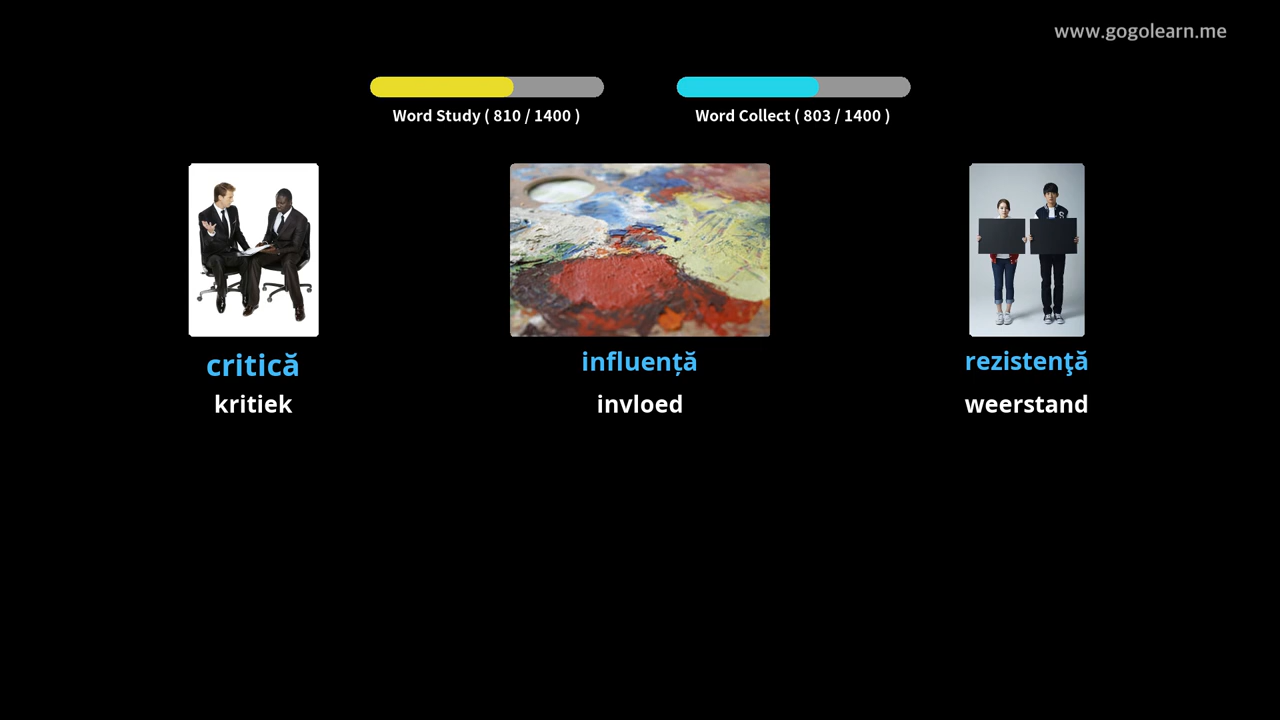 www.gogolearn.me
Word Study ( 810 / 1400 )
Word Collect ( 803 / 1400 )
critică
influență
rezistenţă
kritiek
invloed
weerstand